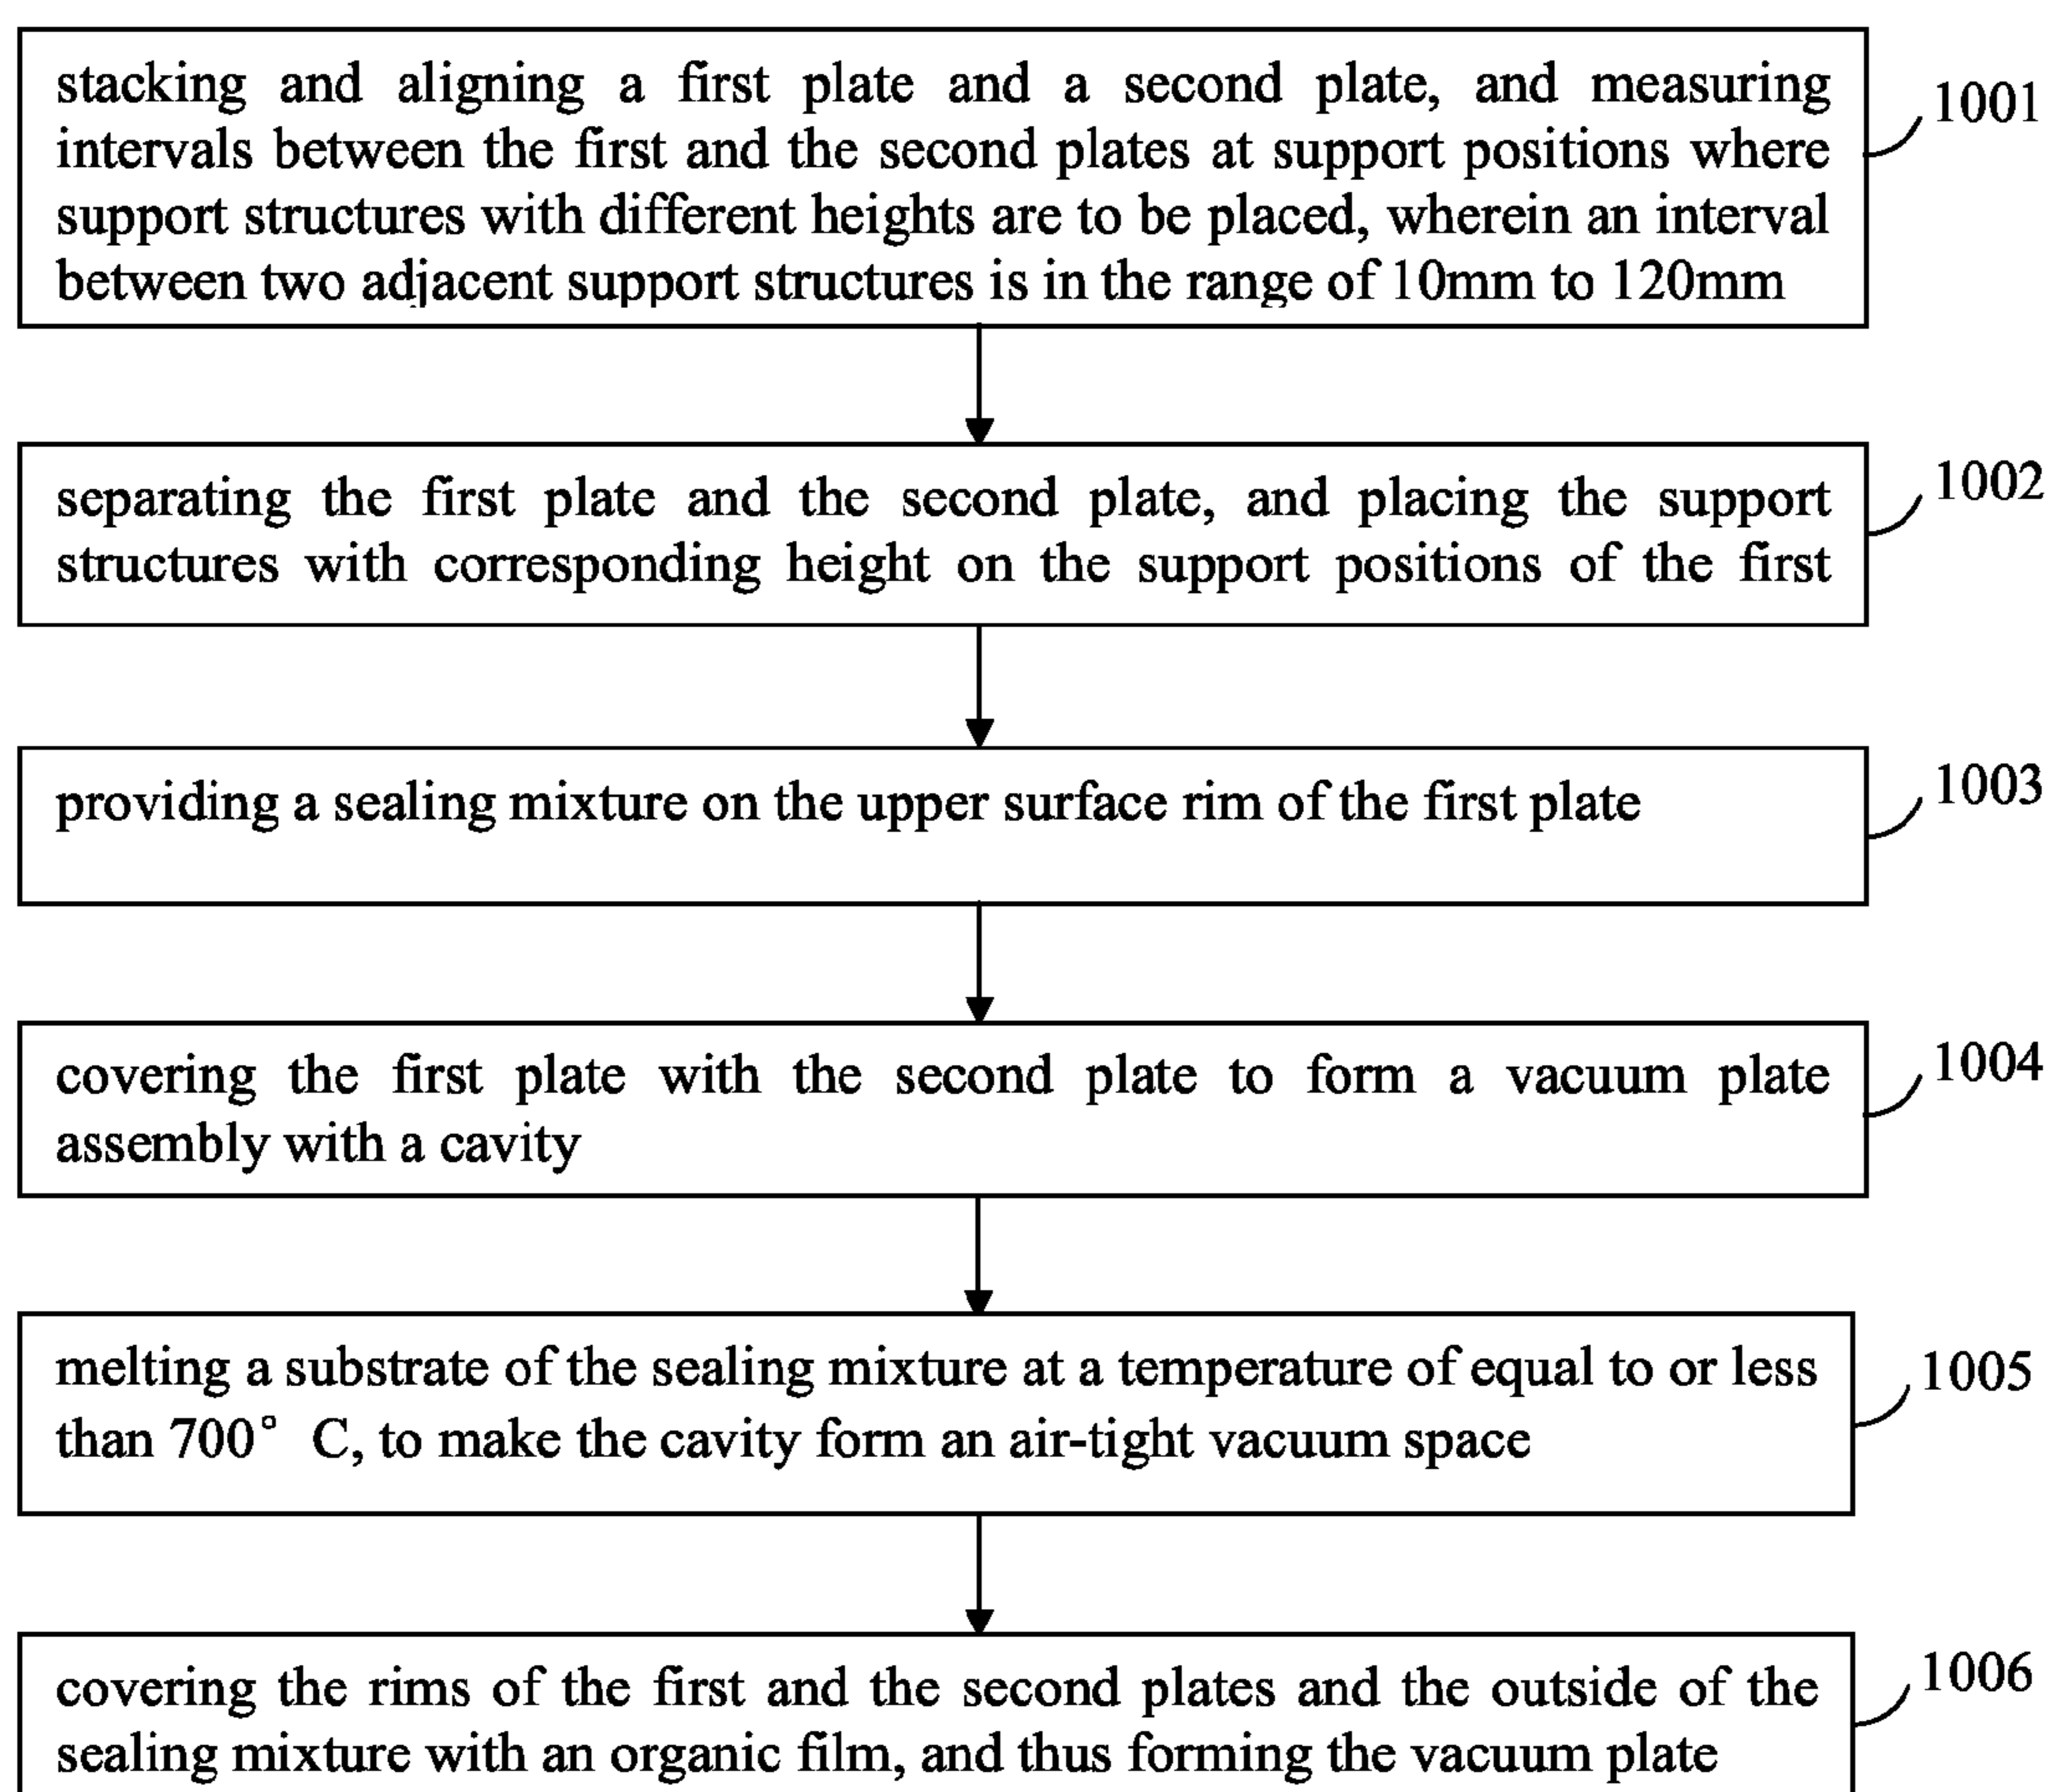 stacking and aligning a first plate and a second plate, and measuring
intervals between the first and the second plates at support positions where
support structures with different heights are to be placed, wherein an interval
between two adjacent support structures is in the range of 10mm to 120mm
1001
separating the first plate and the second plate, and placing the support
structures with corresponding height on the support positions of the first
1002
providing a sealing mixture on the upper surface rim of the first plate
1003
covering the first plate with the second plate to form a vacuum plate
assembly with a cavity
1004
melting a substrate of the sealing mixture at a temperature of equal to or less
than 700° C, to make the cavity form an air-tight vacuum space
1005
covering the rims of the first and the second plates and the outside of the
sealing mixture with an organic film, and thus forming the vacuum plate
1006